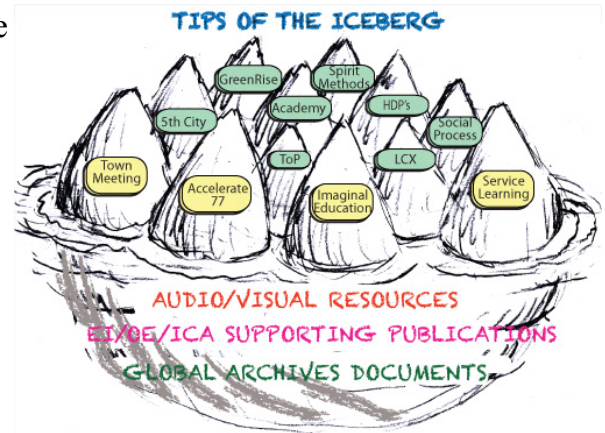 e
TIPS OF THE ICEBERG
GreenRise
Spirit
Methods
Academy
HDP's
5th City
Social
Process
ToP
LCX
Town
Meeting
Accelerate
77
Imaginal
Education
Service
Learning
AUDIO/VISUAL RESOURCES
EI/OE/ICA SUPPORTING PUBLICATIONS
GLOBAL ARCHIVES DOCUMENTS